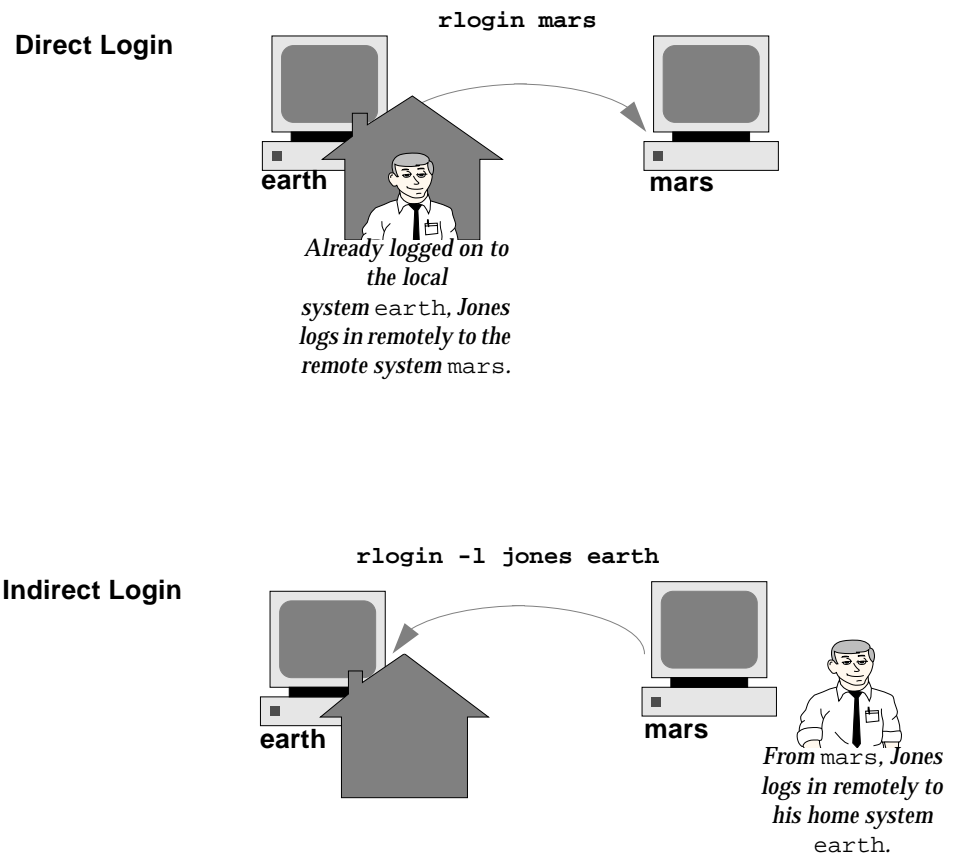 rlogin mars
Direct Login
earth
mars
Already logged on to
the local
system earth, Jones
logs in remotely to the
remote system mars.
rlogin -l jones earth
Indirect Login
earth
mars
From mars, Jones
logs in remotely to
his home system
earth.